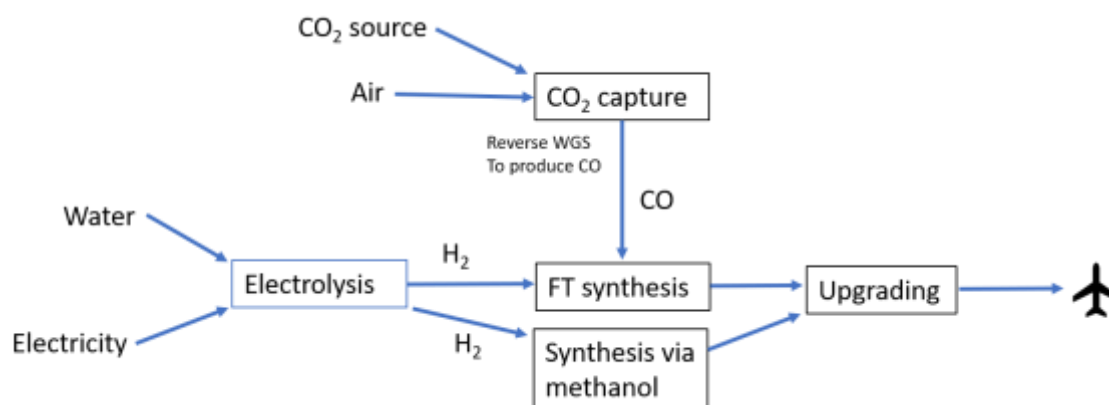 CO₂ source
Air
CO₂ capture
Reverse WGS
To produce CO
CO
Water
H₂
Electrolysis
FT synthesis
Upgrading
Electricity
H₂
Synthesis via
methanol